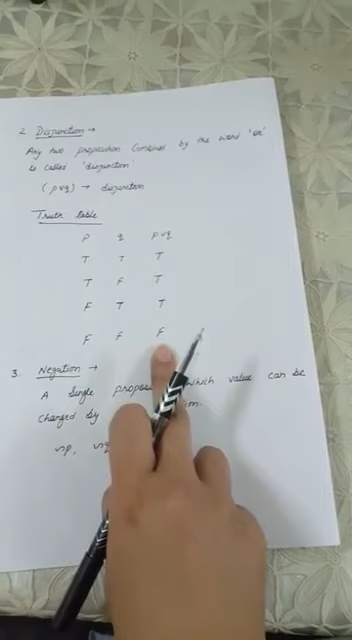 2. Disjunction →
Any two proposition combined by the word 'or'
is called 'disjunction'
(p∨q) → disjunction
Truth table
p q p∨q
T T T
T F T
F T T
F F F
3. Negation →
A Single which value can be
changed by
~p, ~q